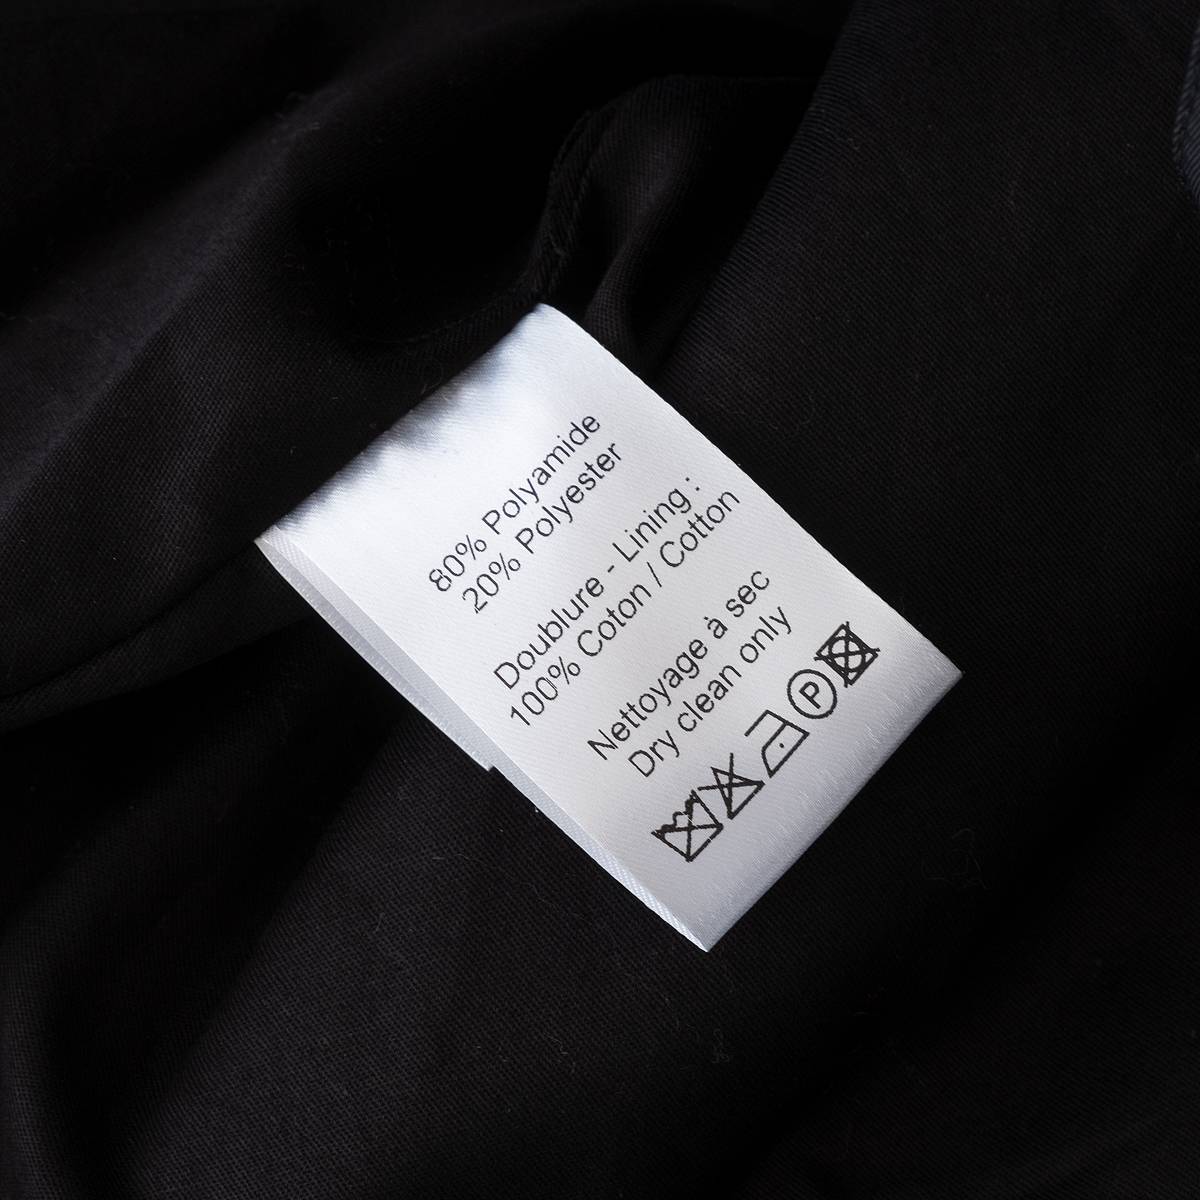 80% Polyamide
20% Polyester
Doublure - Lining :
100% Coton / Cotton
Nettoyage à sec
Dry clean only
P